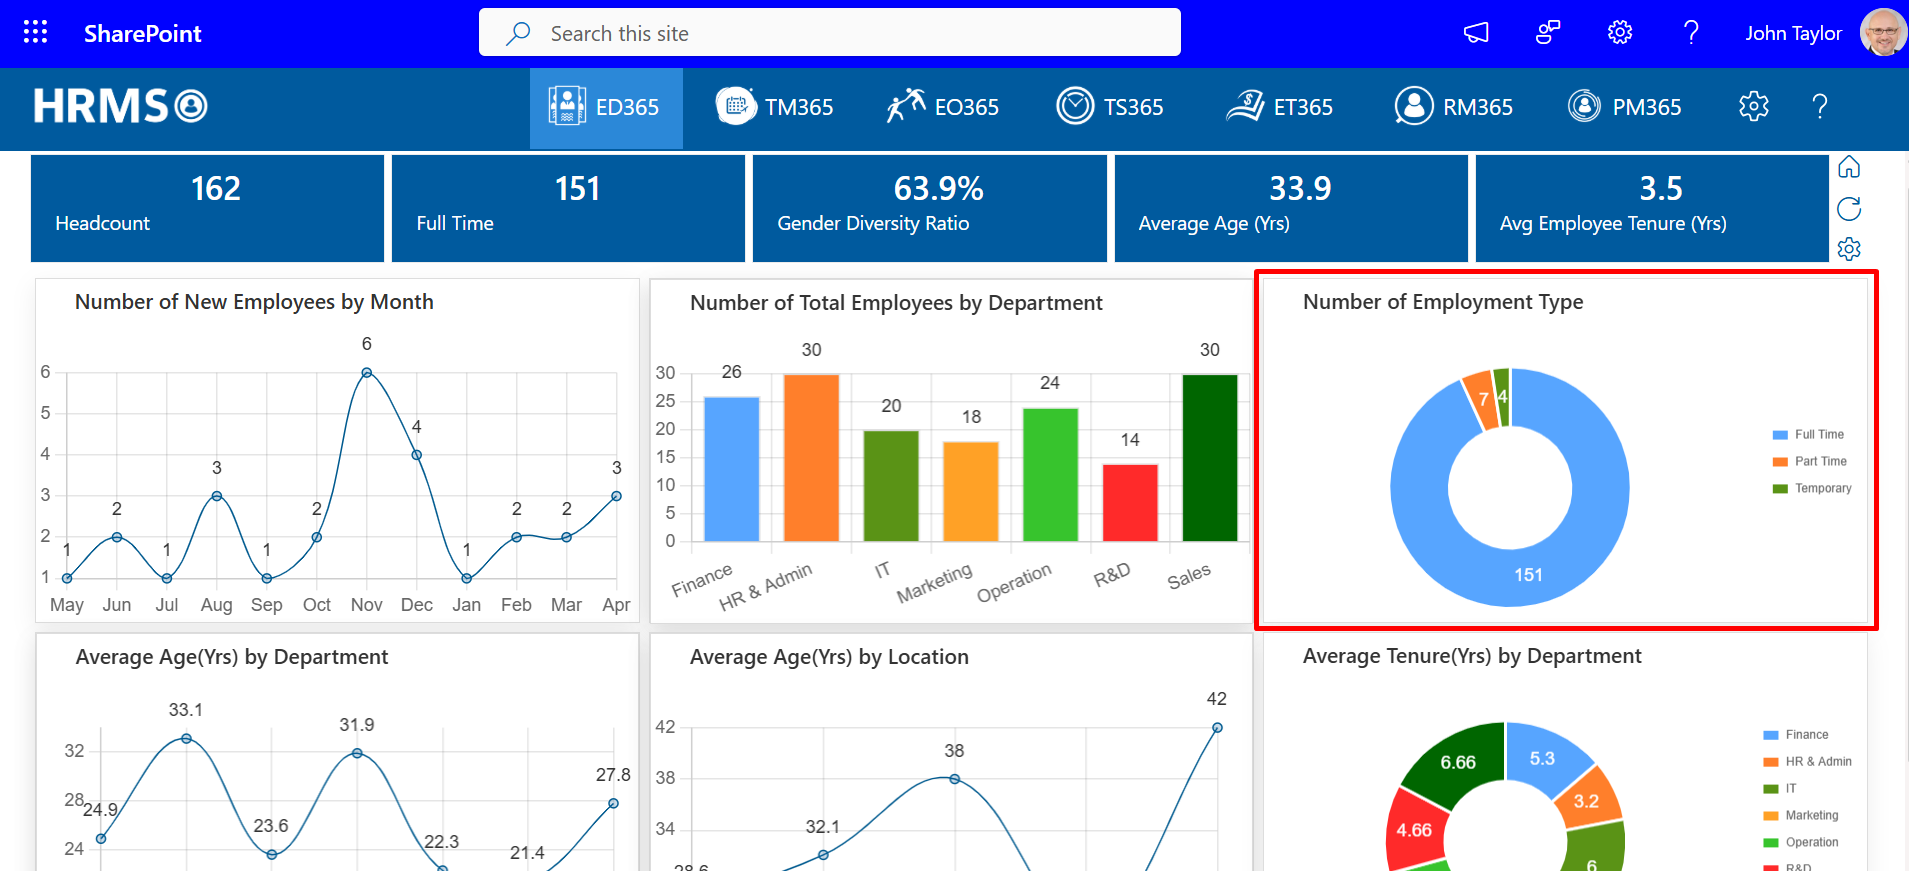 SharePoint
Search this site
John Taylor
HRMS
ED365
TM365
EO365
TS365
ET365
RM365
PM365
162
Headcount
151
Full Time
63.9%
Gender Diversity Ratio
33.9
Average Age (Yrs)
3.5
Avg Employee Tenure (Yrs)
Number of New Employees by Month
6
5
4
3
2
1
1
2
1
3
1
2
6
4
1
2
2
3
May Jun Jul Aug Sep Oct Nov Dec Jan Feb Mar Apr
Number of Total Employees by Department
30
25
20
15
10
5
0
26
30
20
18
24
14
30
Finance
HR & Admin
IT
Marketing
Operation
R&D
Sales
Number of Employment Type
7
4
151
Full Time
Part Time
Temporary
Average Age(Yrs) by Department
32
28
24
24.9
33.1
23.6
31.9
22.3
21.4
27.8
Average Age(Yrs) by Location
42
38
34
28.6
32.1
38
42
Average Tenure(Yrs) by Department
6.66
5.3
3.2
4.66
6
Finance
HR & Admin
IT
Marketing
Operation
R&D